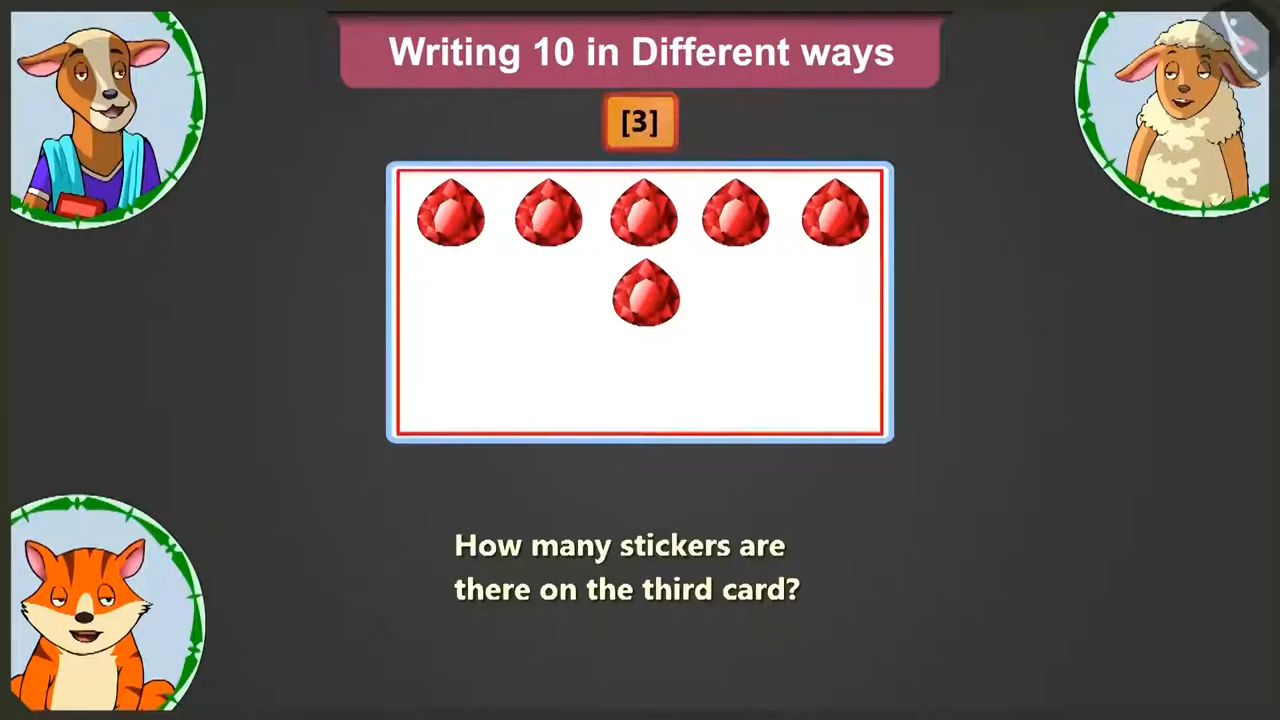 Writing 10 in Different ways
[3]
How many stickers are
there on the third card?